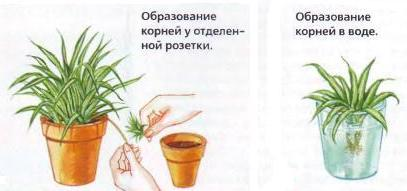 Образование
корней у отделен-
ной розетки.
Образование
корней в воде.